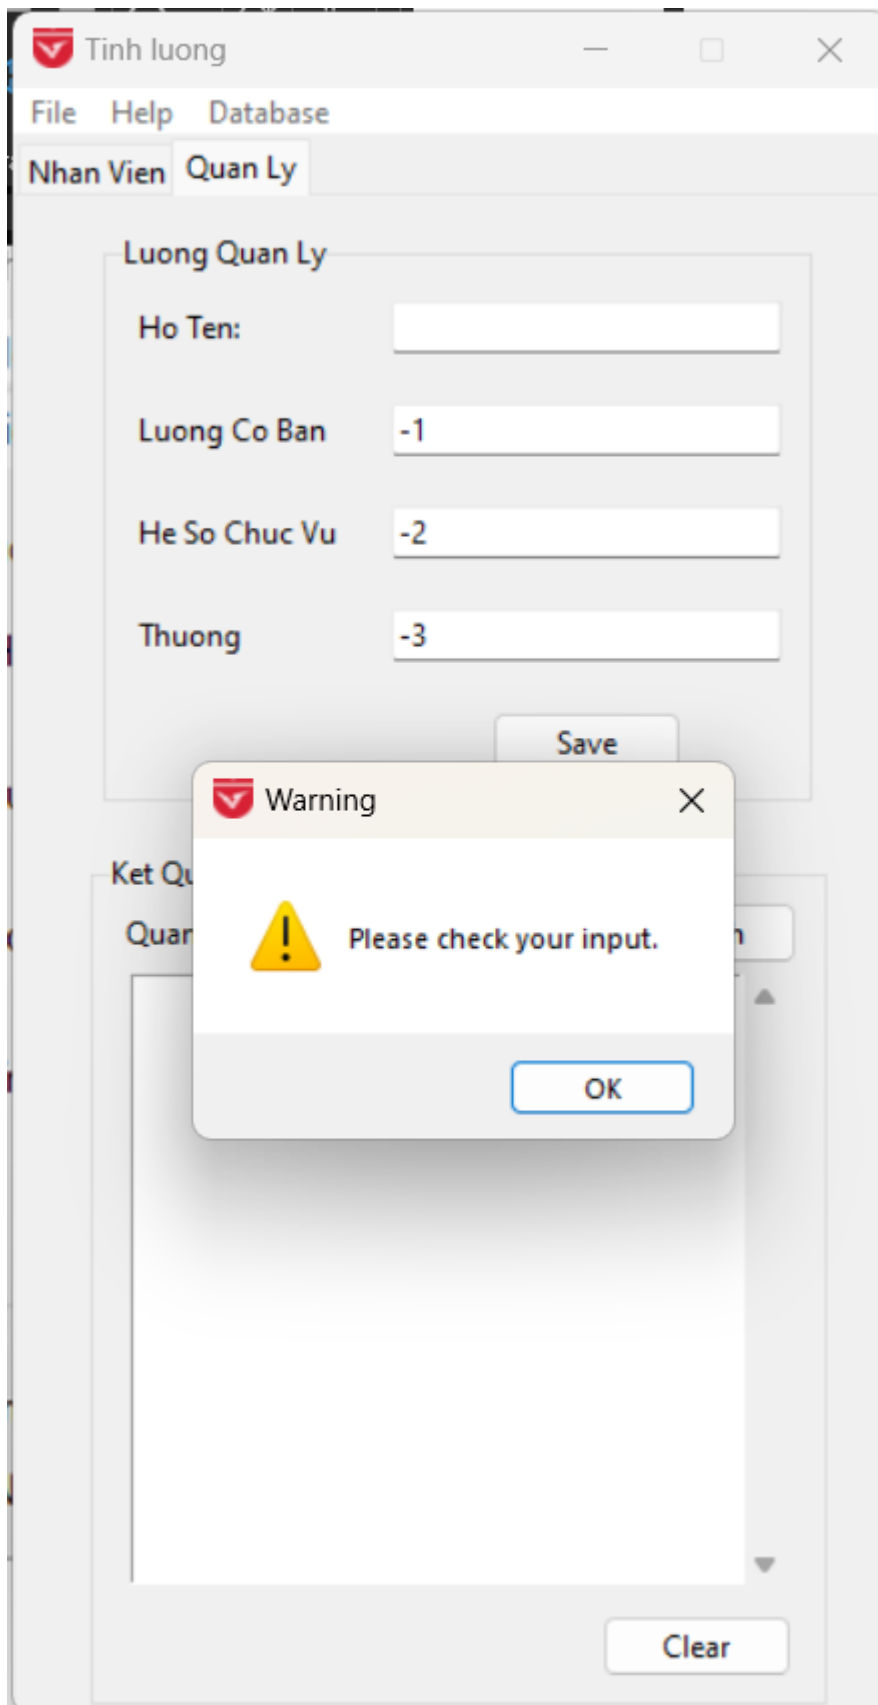 Tinh luong
File Help Database
Nhan Vien Quan Ly
Luong Quan Ly
Ho Ten:
Luong Co Ban -1
He So Chuc Vu -2
Thuong -3
Save
Warning
Please check your input.
OK
Ket
Clear